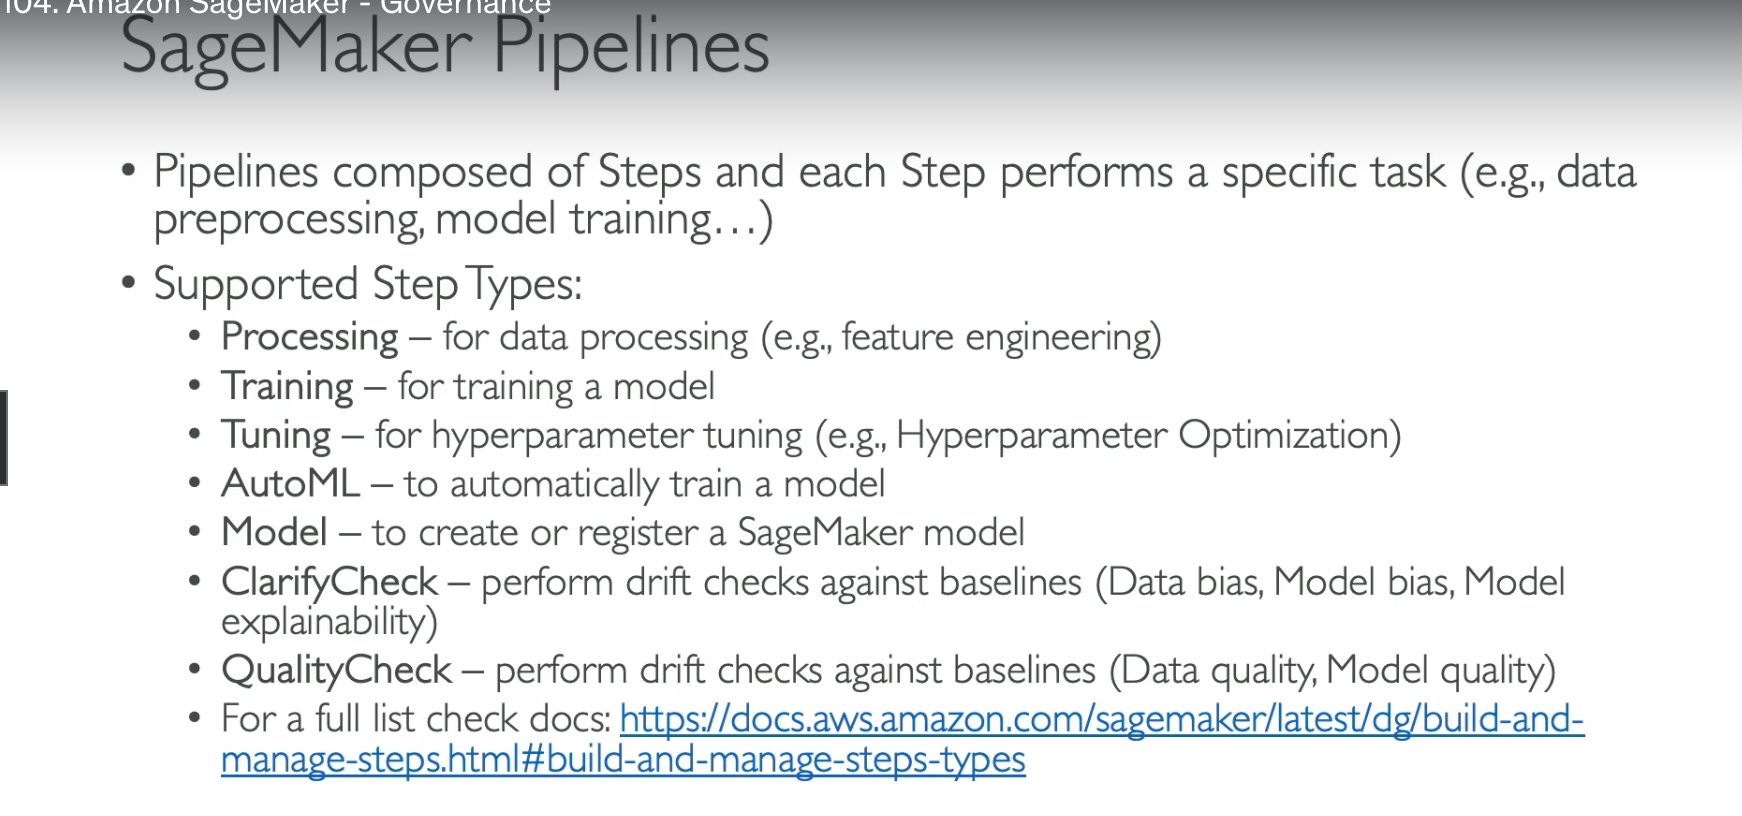 104. Amazon SageMaker - Governance
SageMaker Pipelines
• Pipelines composed of Steps and each Step performs a specific task (e.g., data
preprocessing, model training…)
• Supported Step Types:
• Processing – for data processing (e.g., feature engineering)
• Training – for training a model
• Tuning – for hyperparameter tuning (e.g., Hyperparameter Optimization)
• AutoML – to automatically train a model
• Model – to create or register a SageMaker model
• ClarifyCheck – perform drift checks against baselines (Data bias, Model bias, Model
explainability)
• QualityCheck – perform drift checks against baselines (Data quality, Model quality)
• For a full list check docs: https://docs.aws.amazon.com/sagemaker/latest/dg/build-and-
manage-steps.html#build-and-manage-steps-types